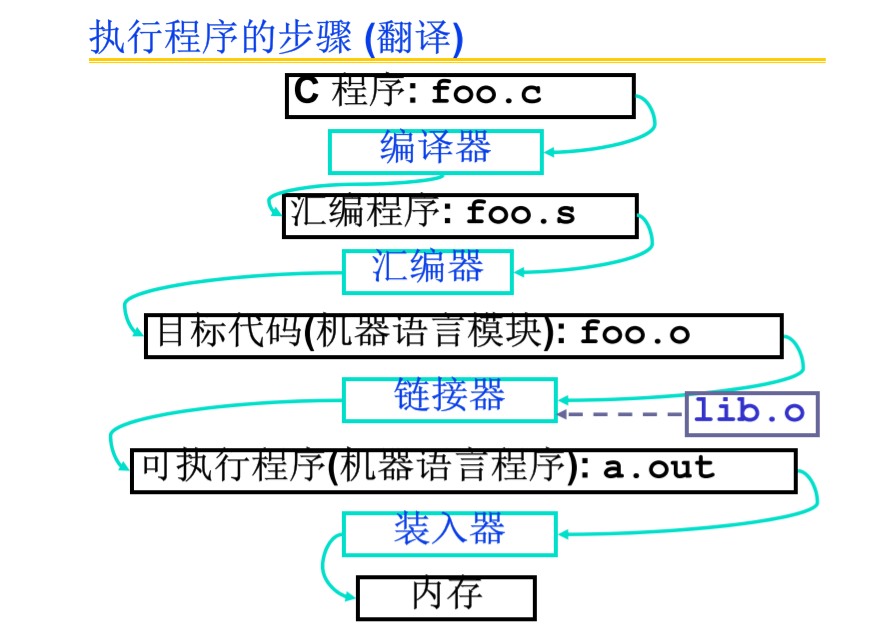 执行程序的步骤 (翻译)
C 程序: foo.c
编译器
汇编程序: foo.s
汇编器
目标代码(机器语言模块): foo.o
链接器
lib.o
可执行程序(机器语言程序): a.out
装入器
内存